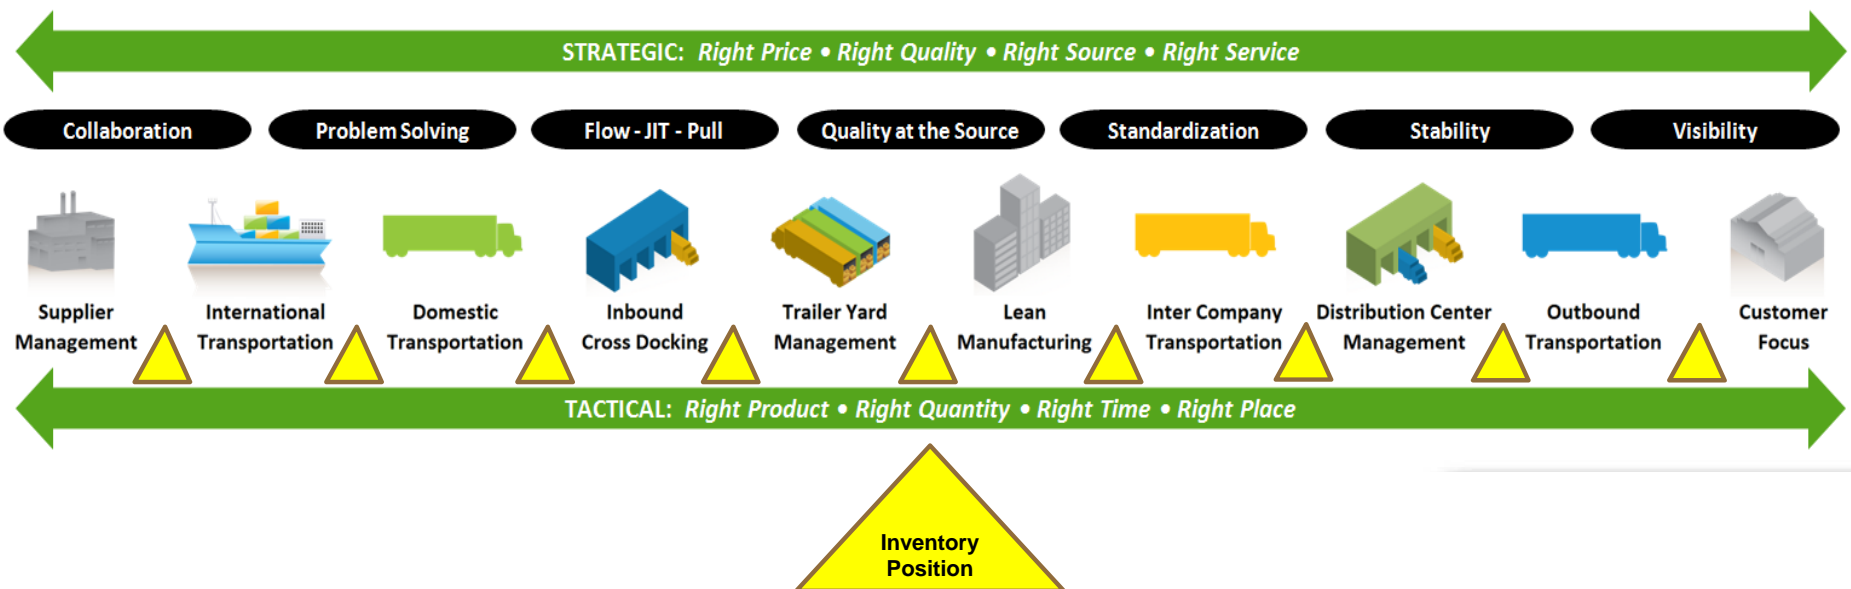 STRATEGIC: Right Price • Right Quality • Right Source • Right Service
Collaboration
Problem Solving
Flow - JIT - Pull
Quality at the Source
Standardization
Stability
Visibility
Supplier
Management
International
Transportation
Domestic
Transportation
Inbound
Cross Docking
Trailer Yard
Management
Lean
Manufacturing
Inter Company
Transportation
Distribution Center
Management
Outbound
Transportation
Customer
Focus
TACTICAL: Right Product • Right Quantity • Right Time • Right Place
Inventory
Position